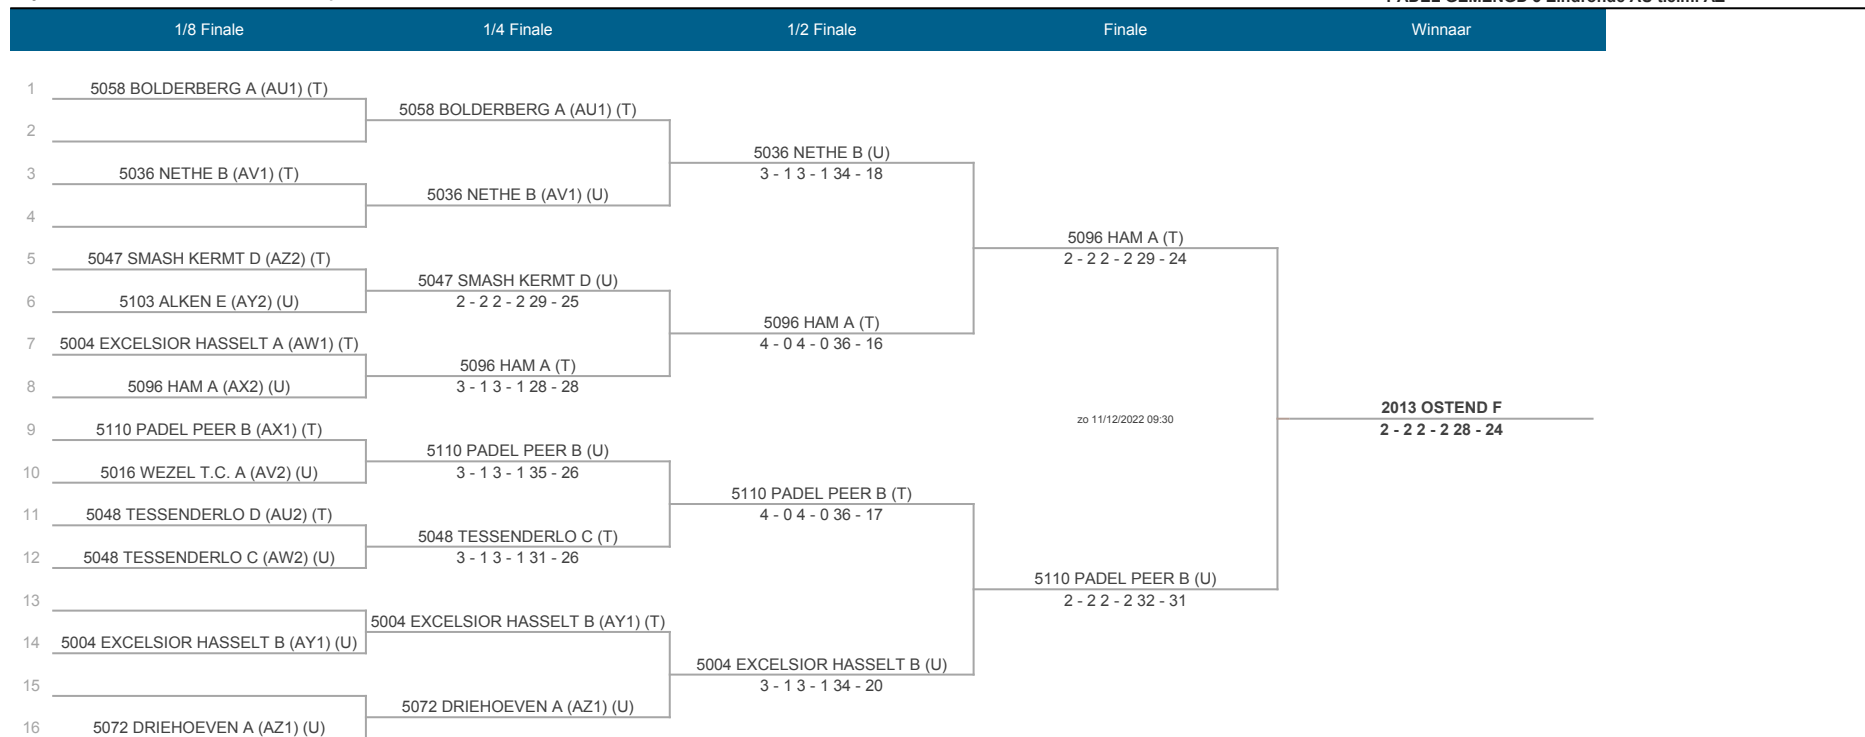 1/8 Finale 1/4 Finale 1/2 Finale Finale Winnaar
1 5058 BOLDERBERG A (AU1) (T)
5058 BOLDERBERG A (AU1) (T)
2
5036 NETHE B (U)
3 5036 NETHE B (AV1) (T)
3 - 1 3 - 1 34 - 18
5036 NETHE B (AV1) (U)
4
5096 HAM A (T)
5 5047 SMASH KERMT D (AZ2) (T)
2 - 2 2 - 2 29 - 24
5047 SMASH KERMT D (U)
6 5103 ALKEN E (AY2) (U)
2 - 2 2 - 2 29 - 25
5096 HAM A (T)
7 5004 EXCELSIOR HASSELT A (AW1) (T)
4 - 0 4 - 0 36 - 16
5096 HAM A (T)
8 5096 HAM A (AX2) (U)
3 - 1 3 - 1 28 - 28
2013 OSTEND F
zo 11/12/2022 09:30
9 5110 PADEL PEER B (AX1) (T)
2 - 2 2 - 2 28 - 24
5110 PADEL PEER B (U)
10 5016 WEZEL T.C. A (AV2) (U)
3 - 1 3 - 1 35 - 26
5110 PADEL PEER B (T)
11 5048 TESSENDERLO D (AU2) (T)
4 - 0 4 - 0 36 - 17
5048 TESSENDERLO C (T)
12 5048 TESSENDERLO C (AW2) (U)
3 - 1 3 - 1 31 - 26
5110 PADEL PEER B (U)
13
2 - 2 2 - 2 32 - 31
5004 EXCELSIOR HASSELT B (AY1) (T)
14 5004 EXCELSIOR HASSELT B (AY1) (U)
5004 EXCELSIOR HASSELT B (U)
15
3 - 1 3 - 1 34 - 20
5072 DRIEHOEVEN A (AZ1) (U)
16 5072 DRIEHOEVEN A (AZ1) (U)